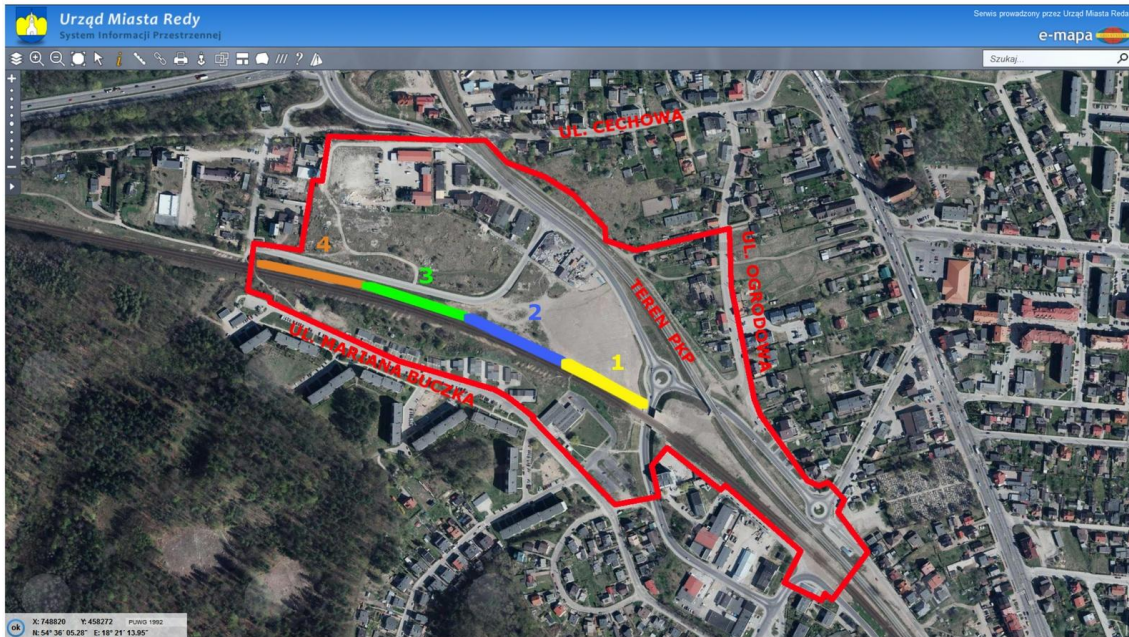 Urząd Miasta Redy
System Informacji Przestrzennej
Serwis prowadzony przez Urząd Miasta Reda
e-mapa
Szukaj...
UL. CECHOWA
UL. OGRODOWA
TEREN PKP
4
3
2
1
UL. MARIANA BUCZKA
ok
X: 748820 Y: 458272 PUWG 1992
N: 54° 36' 05.28" E: 18° 21' 13.95"